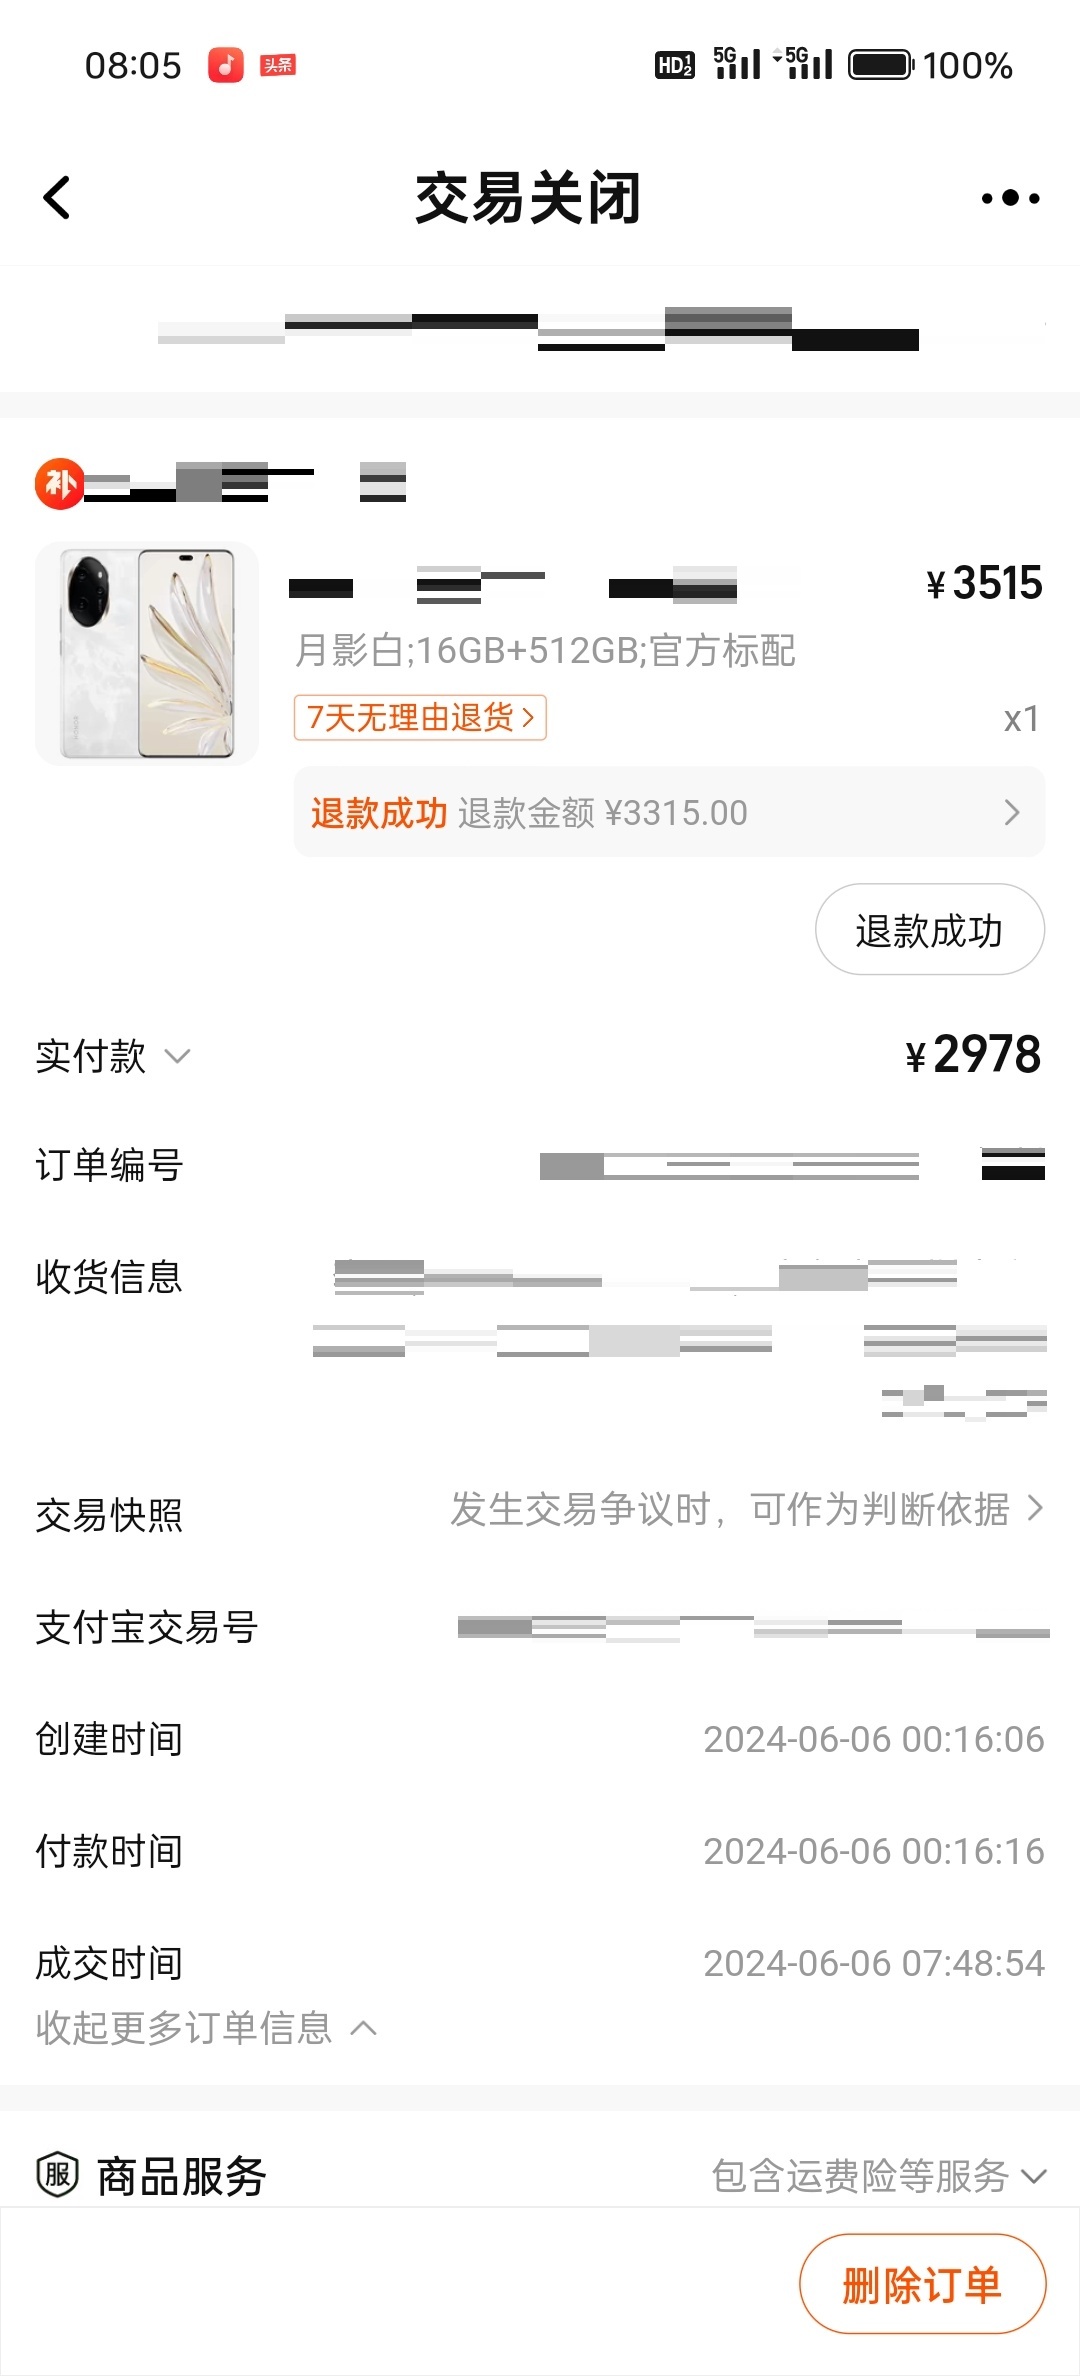 08:05 头条 HD 1 2 5G 5G 100%
交易关闭
补
¥3515
月影白;16GB+512GB;官方标配
7天无理由退货
x1
退款成功 退款金额 ¥3315.00
退款成功
实付款 ¥2978
订单编号
收货信息
交易快照 发生交易争议时，可作为判断依据
支付宝交易号
创建时间 2024-06-06 00:16:06
付款时间 2024-06-06 00:16:16
成交时间 2024-06-06 07:48:54
收起更多订单信息
服 商品服务 包含运费险等服务
删除订单